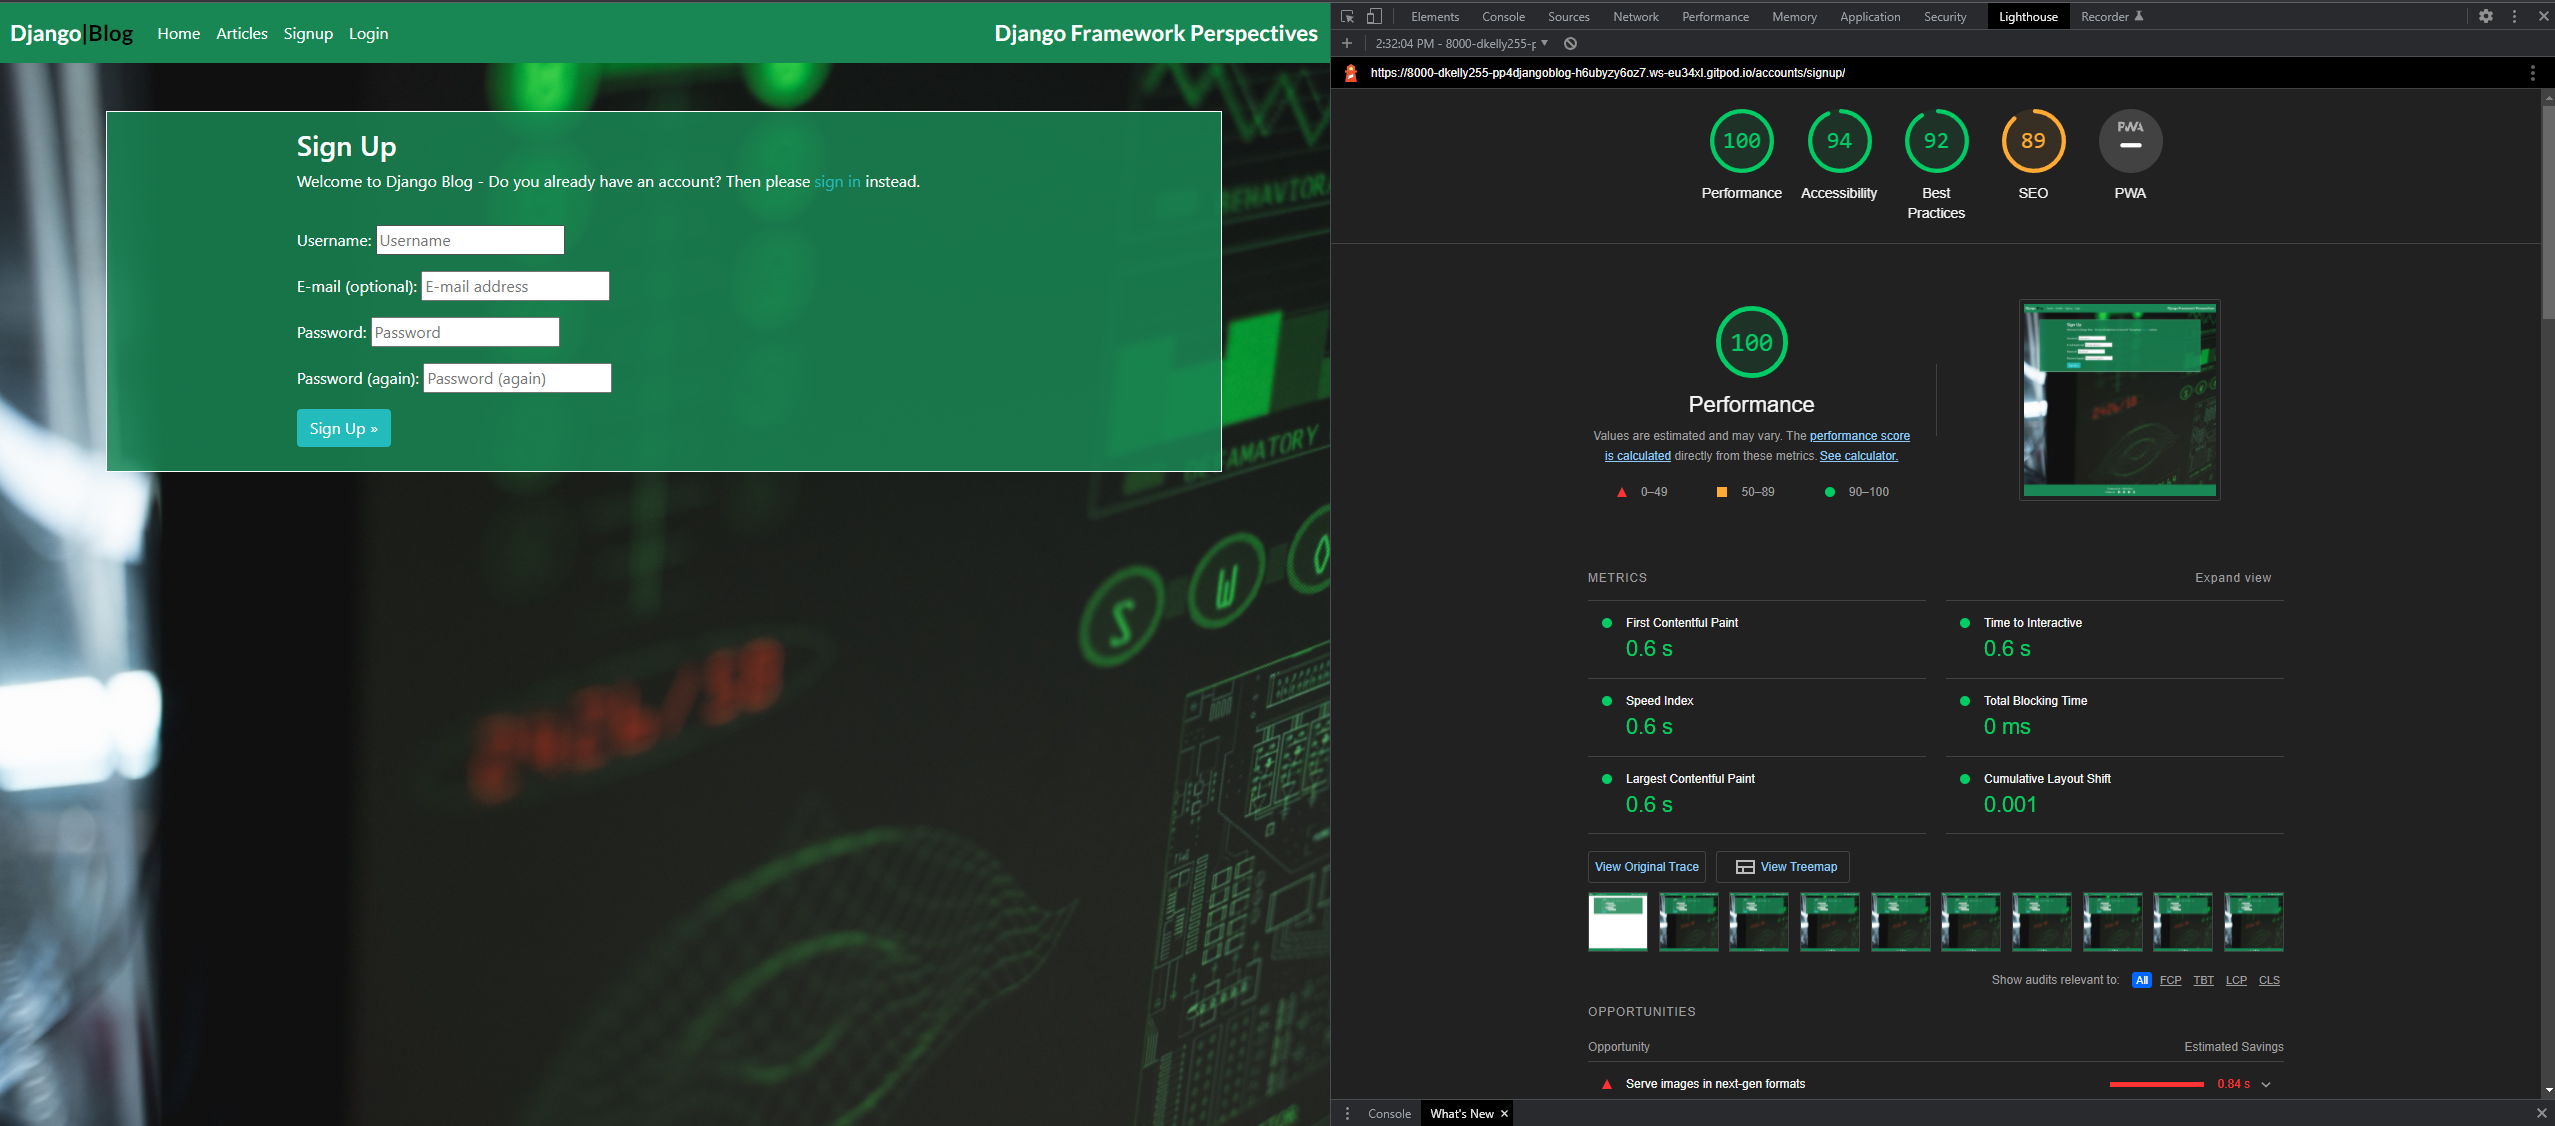 Django|Blog Home Articles Signup Login Django Framework Perspectives
Sign Up
Welcome to Django Blog - Do you already have an account? Then please sign in instead.
Username: Username
E-mail (optional): E-mail address
Password: Password
Password (again): Password (again)
Sign Up »
BEHAVIORA
AMATORY
S W
Elements Console Sources Network Performance Memory Application Security Lighthouse Recorder
2:32:04 PM - 8000-dkelly255-p
https://8000-dkelly255-pp4djangoblog-h6ubyzy6oz7.ws-eu34xl.gitpod.io/accounts/signup/
100 94 92 89 PWA
Performance Accessibility Best Practices SEO PWA
100
Performance
Values are estimated and may vary. The performance score
is calculated directly from these metrics. See calculator.
0–49 50–89 90–100
METRICS Expand view
First Contentful Paint
0.6 s
Time to Interactive
0.6 s
Speed Index
0.6 s
Total Blocking Time
0 ms
Largest Contentful Paint
0.6 s
Cumulative Layout Shift
0.001
View Original Trace View Treemap
Show audits relevant to: All FCP TBT LCP CLS
OPPORTUNITIES
Opportunity Estimated Savings
Serve images in next-gen formats 0.84 s
Console What's New